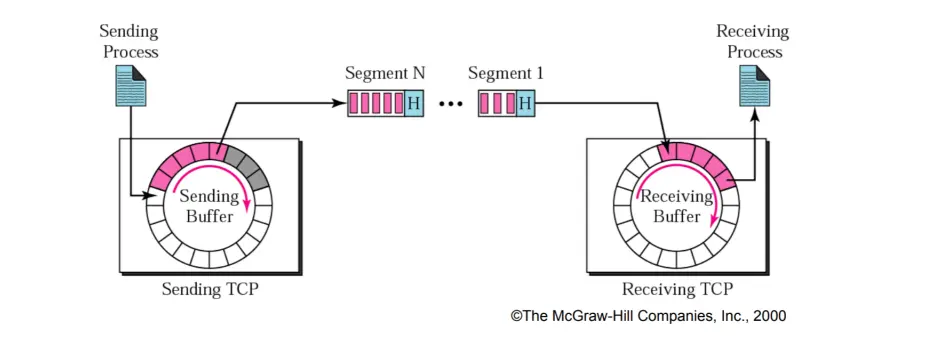 Sending
Process
Receiving
Process
Segment N
Segment 1
H
•••
H
Sending
Buffer
Receiving
Buffer
Sending TCP
Receiving TCP
©The McGraw-Hill Companies, Inc., 2000